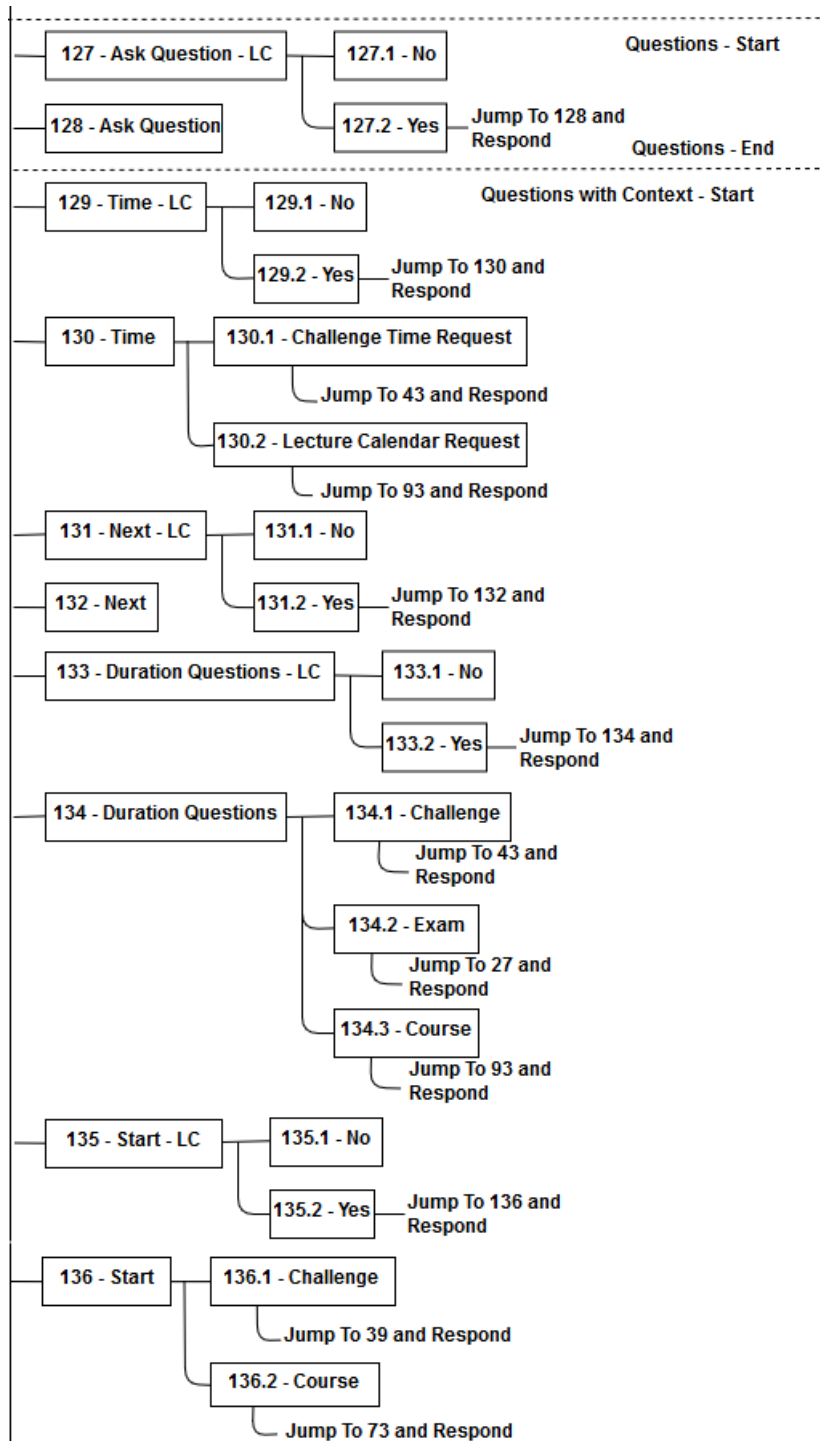 127 - Ask Question - LC
127.1 - No
Questions - Start
128 - Ask Question
127.2 - Yes
Jump To 128 and
Respond
Questions - End
129 - Time - LC
129.1 - No
Questions with Context - Start
129.2 - Yes
Jump To 130 and
Respond
130 - Time
130.1 - Challenge Time Request
Jump To 43 and Respond
130.2 - Lecture Calendar Request
Jump To 93 and Respond
131 - Next - LC
131.1 - No
132 - Next
131.2 - Yes
Jump To 132 and
Respond
133 - Duration Questions - LC
133.1 - No
133.2 - Yes
Jump To 134 and
Respond
134 - Duration Questions
134.1 - Challenge
Jump To 43 and
Respond
134.2 - Exam
Jump To 27 and
Respond
134.3 - Course
Jump To 93 and
Respond
135 - Start - LC
135.1 - No
135.2 - Yes
Jump To 136 and
Respond
136 - Start
136.1 - Challenge
Jump To 39 and Respond
136.2 - Course
Jump To 73 and Respond